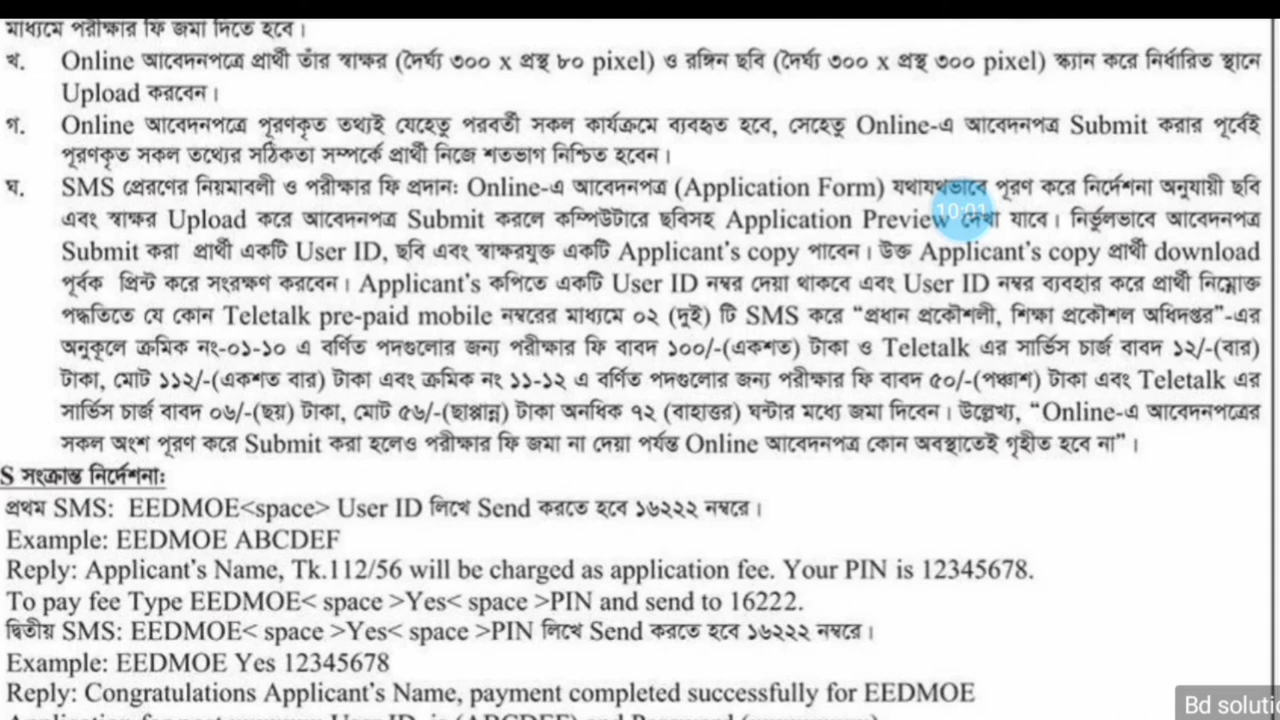 মাধ্যমে পরীক্ষার ফি জমা দিতে হবে।
খ. Online আবেদনপত্রে প্রার্থী তাঁর স্বাক্ষর (দৈর্ঘ্য ৩০০ x প্রস্থ ৮০ pixel) ও রঙ্গিন ছবি (দৈর্ঘ্য ৩০০ x প্রস্থ ৩০০ pixel) স্ক্যান করে নির্ধারিত স্থানে
Upload করবেন।
গ. Online আবেদনপত্রে পূরণকৃত তথ্যই যেহেতু পরবর্তী সকল কার্যক্রমে ব্যবহৃত হবে, সেহেতু Online-এ আবেদনপত্র Submit করার পূর্বেই
পূরণকৃত সকল তথ্যের সঠিকতা সম্পর্কে প্রার্থী নিজে শতভাগ নিশ্চিত হবেন।
ঘ. SMS প্রেরণের নিয়মাবলী ও পরীক্ষার ফি প্রদানঃ Online-এ আবেদনপত্র (Application Form) যথাযথভাবে পূরণ করে নির্দেশনা অনুযায়ী ছবি
এবং স্বাক্ষর Upload করে আবেদনপত্র Submit করলে কম্পিউটারে ছবিসহ Application Preview দেখা যাবে। নির্ভুলভাবে আবেদনপত্র
10:01
Submit করা প্রার্থী একটি User ID, ছবি এবং স্বাক্ষরযুক্ত একটি Applicant's copy পাবেন। উক্ত Applicant's copy প্রার্থী download
পূর্বক প্রিন্ট করে সংরক্ষণ করবেন। Applicant's কপিতে একটি User ID নম্বর দেয়া থাকবে এবং User ID নম্বর ব্যবহার করে প্রার্থী নিম্নোক্ত
পদ্ধতিতে যে কোন Teletalk pre-paid mobile নম্বরের মাধ্যমে ০২ (দুই) টি SMS করে “প্রধান প্রকৌশলী, শিক্ষা প্রকৌশল অধিদপ্তর”-এর
অনুকূলে ক্রমিক নং-০১-১০ এ বর্ণিত পদগুলোর জন্য পরীক্ষার ফি বাবদ ১০০/-(একশত) টাকা ও Teletalk এর সার্ভিস চার্জ বাবদ ১২/-(বার)
টাকা, মোট ১১২/-(একশত বার) টাকা এবং ক্রমিক নং ১১-১২ এ বর্ণিত পদগুলোর জন্য পরীক্ষার ফি বাবদ ৫০/-(পঞ্চাশ) টাকা এবং Teletalk এর
সার্ভিস চার্জ বাবদ ০৬/-(ছয়) টাকা, মোট ৫৬/-(ছাপ্পান্ন) টাকা অনধিক ৭২ (বাহাত্তর) ঘন্টার মধ্যে জমা দিবেন। উল্লেখ্য, “Online-এ আবেদনপত্রের
সকল অংশ পূরণ করে Submit করা হলেও পরীক্ষার ফি জমা না দেয়া পর্যন্ত Online আবেদনপত্র কোন অবস্থাতেই গৃহীত হবে না”।
S সংক্রান্ত নির্দেশনাঃ
প্রথম SMS: EEDMOE<space> User ID লিখে Send করতে হবে ১৬২২২ নম্বরে।
Example: EEDMOE ABCDEF
Reply: Applicant's Name, Tk.112/56 will be charged as application fee. Your PIN is 12345678.
To pay fee Type EEDMOE< space >Yes< space >PIN and send to 16222.
দ্বিতীয় SMS: EEDMOE< space >Yes< space >PIN লিখে Send করতে হবে ১৬২২২ নম্বরে।
Example: EEDMOE Yes 12345678
Reply: Congratulations Applicant's Name, payment completed successfully for EEDMOE
Bd soluti